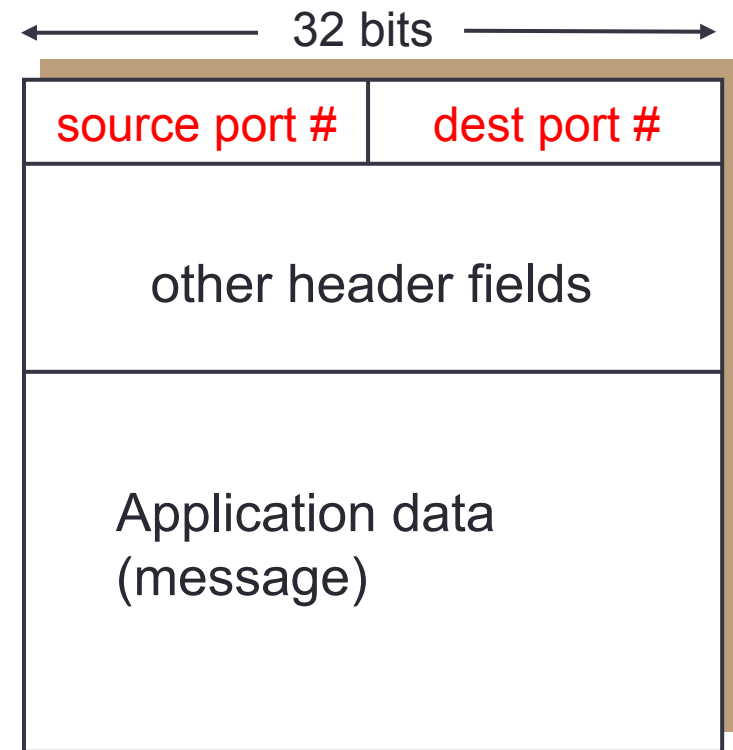 32 bits
source port # dest port #
other header fields
Application data
(message)